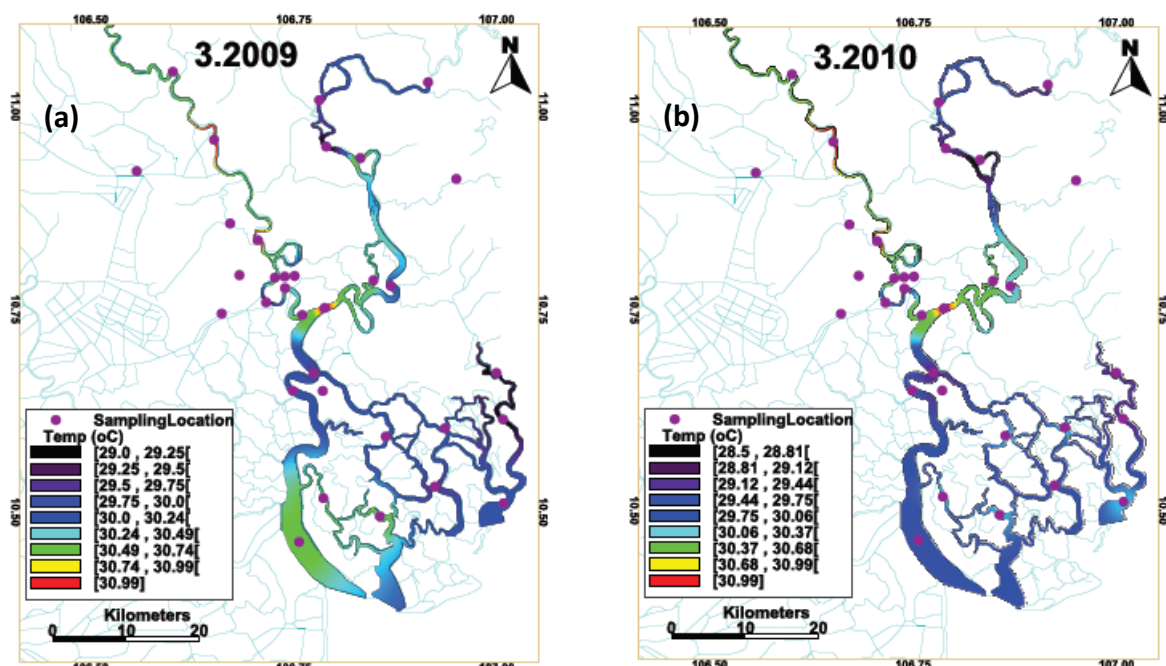 106.50 106.75 107.00
3.2009
N
(a)
11.00 11.00
10.75 10.75
10.50
SamplingLocation
Temp (oC)
[29.0 , 29.25[
[29.25 , 29.5[
[29.5 , 29.75[
[29.75 , 30.0[
[30.0 , 30.24[
[30.24 , 30.49[
[30.49 , 30.74[
[30.74 , 30.99[
[30.99]
Kilometers
0 10 20
106.50 106.75 107.00
106.50 106.75 107.00
3.2010
N
(b)
11.00 11.00
10.75 10.75
10.50 10.50
SamplingLocation
Temp (oC)
[28.5 , 28.81[
[28.81 , 29.12[
[29.12 , 29.44[
[29.44 , 29.75[
[29.75 , 30.06[
[30.06 , 30.37[
[30.37 , 30.68[
[30.68 , 30.99[
[30.99]
Kilometers
0 10 20
106.50 106.75 107.00